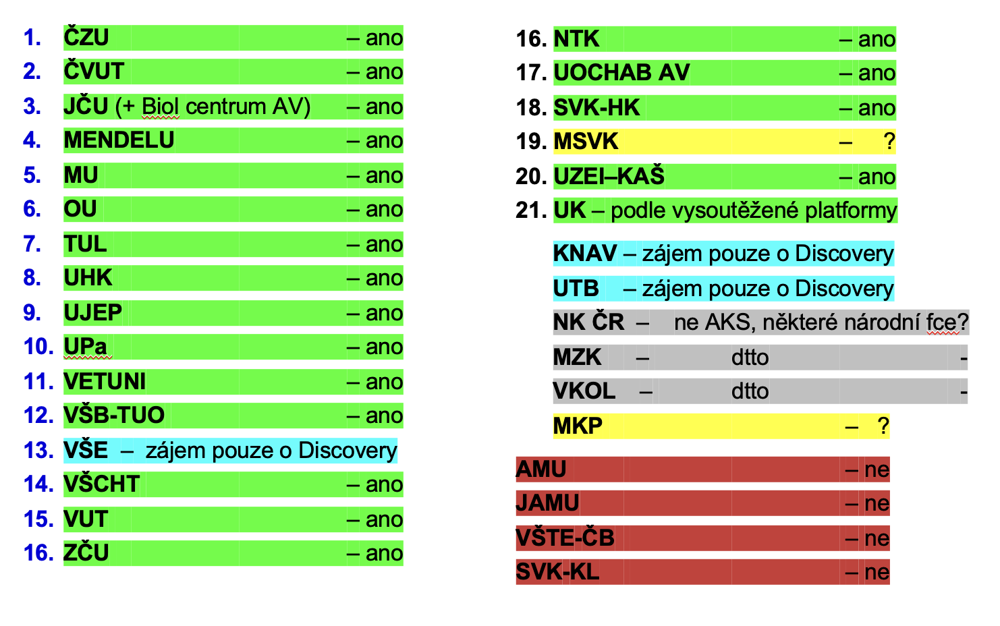 1. ČZU – ano
2. ČVUT – ano
3. JČU (+ Biol centrum AV) – ano
4. MENDELU – ano
5. MU – ano
6. OU – ano
7. TUL – ano
8. UHK – ano
9. UJEP – ano
10. UPa – ano
11. VETUNI – ano
12. VŠB-TUO – ano
13. VŠE – zájem pouze o Discovery
14. VŠCHT – ano
15. VUT – ano
16. ZČU – ano
16. NTK – ano
17. UOCHAB AV – ano
18. SVK-HK – ano
19. MSVK – ?
20. UZEI–KAŠ – ano
21. UK – podle vysoutěžené platformy
KNAV – zájem pouze o Discovery
UTB – zájem pouze o Discovery
NK ČR – ne AKS, některé národní fce?
MZK – dtto -
VKOL – dtto -
MKP – ?
AMU – ne
JAMU – ne
VŠTE-ČB – ne
SVK-KL – ne